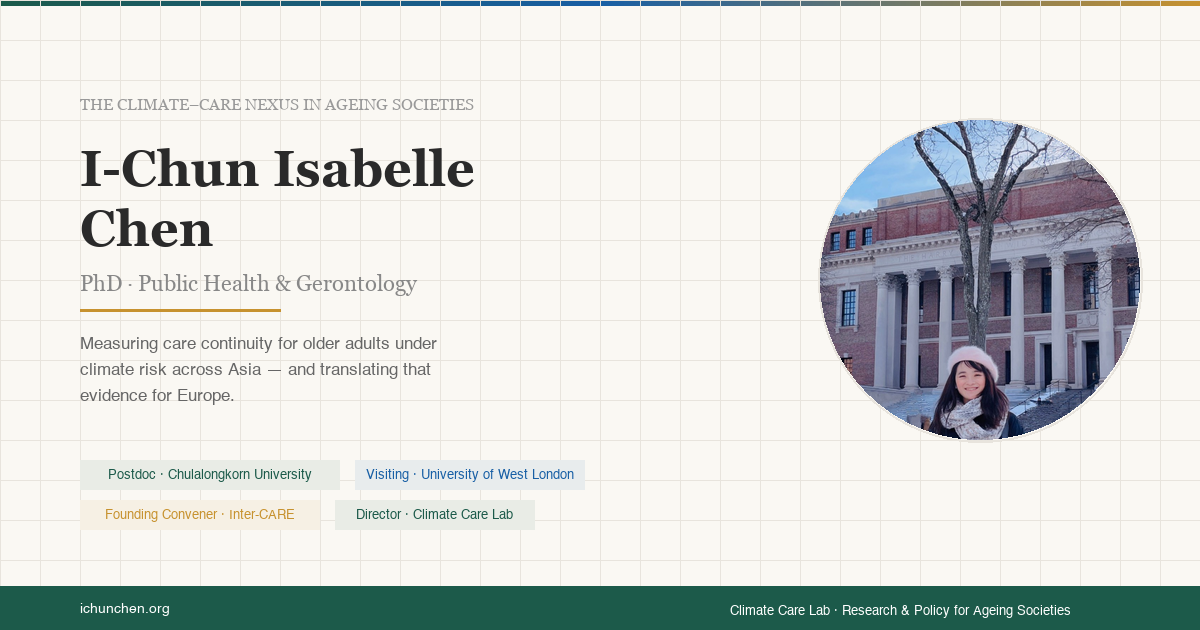 THE CLIMATE–CARE NEXUS IN AGEING SOCIETIES
I-Chun Isabelle
Chen
PhD · Public Health & Gerontology
Measuring care continuity for older adults under
climate risk across Asia — and translating that
evidence for Europe.
Postdoc · Chulalongkorn University
Visiting · University of West London
Founding Convener · Inter-CARE
Director · Climate Care Lab
ichunchen.org
Climate Care Lab · Research & Policy for Ageing Societies